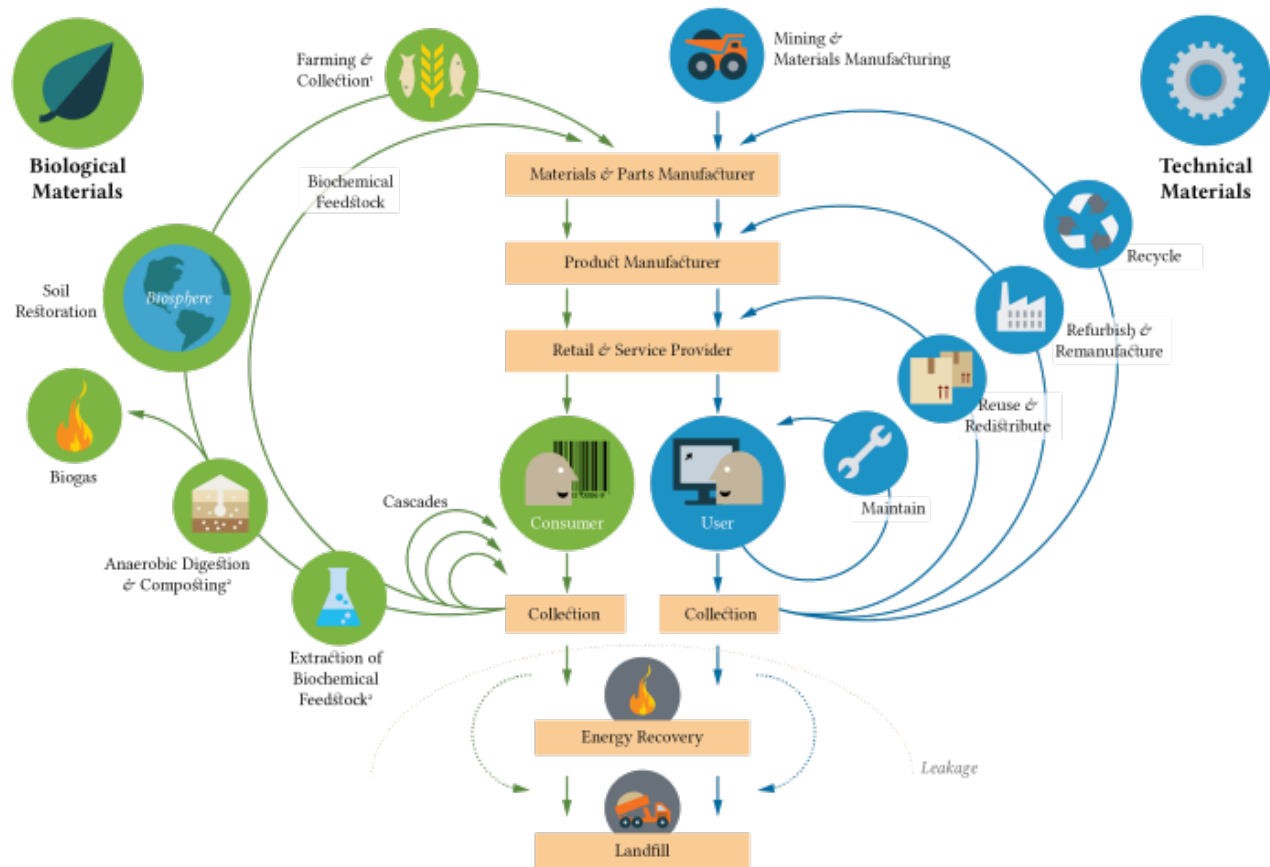 Farming &
Collection¹
Mining &
Materials Manufacturing
Biological
Materials
Technical
Materials
Biochemical
Feedstock
Materials & Parts Manufacturer
Recycle
Product Manufacturer
Soil
Restoration
Biosphere
Refurbish &
Remanufacture
Retail & Service Provider
Reuse &
Redistribute
Biogas
Cascades
Consumer
User
Maintain
Anaerobic Digestion
& Composting²
Collection
Collection
Extraction of
Biochemical
Feedstock²
Energy Recovery
Leakage
Landfill